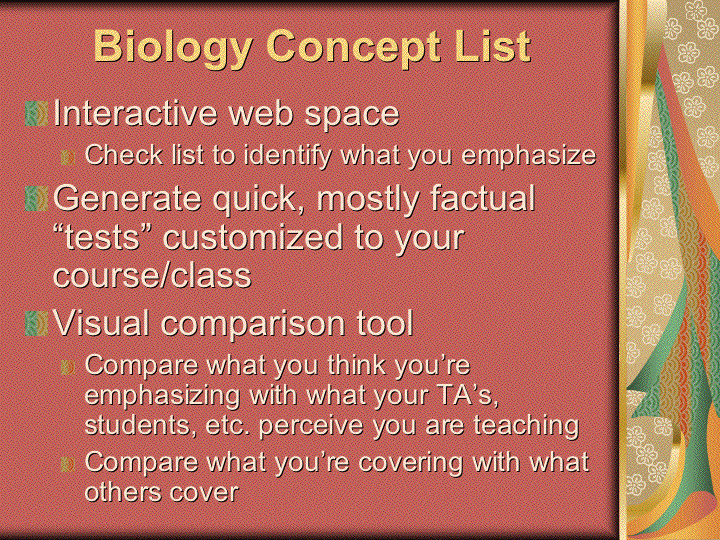 Biology Concept List
Interactive web space
Check list to identify what you emphasize
Generate quick, mostly factual
“tests” customized to your
course/class
Visual comparison tool
Compare what you think you’re
emphasizing with what your TA’s,
students, etc. perceive you are teaching
Compare what you’re covering with what
others cover